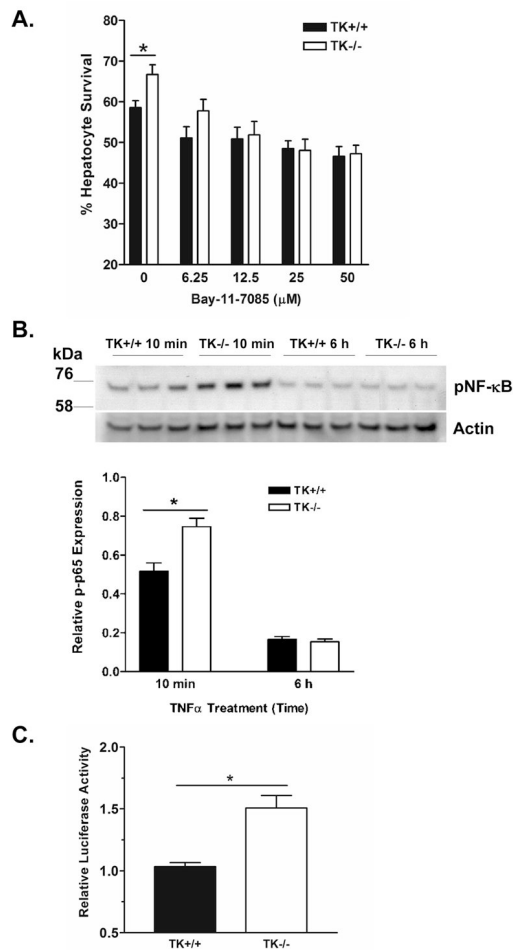 A.
TK+/+
TK-/-
*
% Hepatocyte Survival
80
70
60
50
40
30
20
0 6.25 12.5 25 50
Bay-11-7085 (μM)
B.
TK+/+ 10 min TK-/- 10 min TK+/+ 6 h TK-/- 6 h
kDa
76
58
pNF-κB
Actin
TK+/+
TK-/-
*
Relative p-p65 Expression
1.0
0.8
0.6
0.4
0.2
0.0
10 min 6 h
TNFα Treatment (Time)
C.
*
Relative Luciferase Activity
2.0
1.5
1.0
0.5
TK+/+ TK-/-